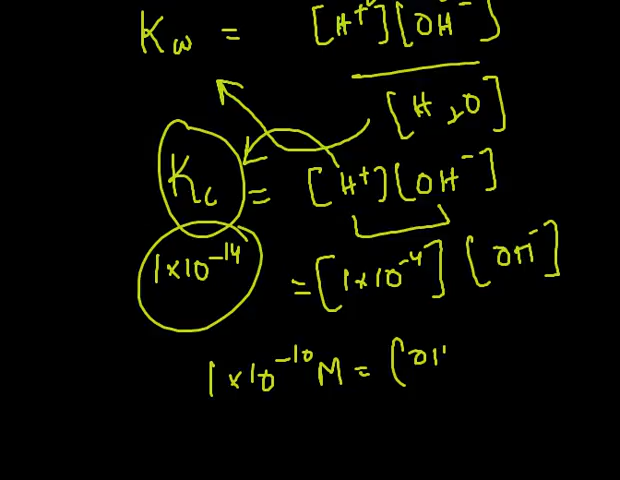 Kw = [H+][OH-]
[H2O]
Kc = [H+][OH-]
1×10^-14 = [1×10^-4] [OH-]
1×10^-10 M = [OH